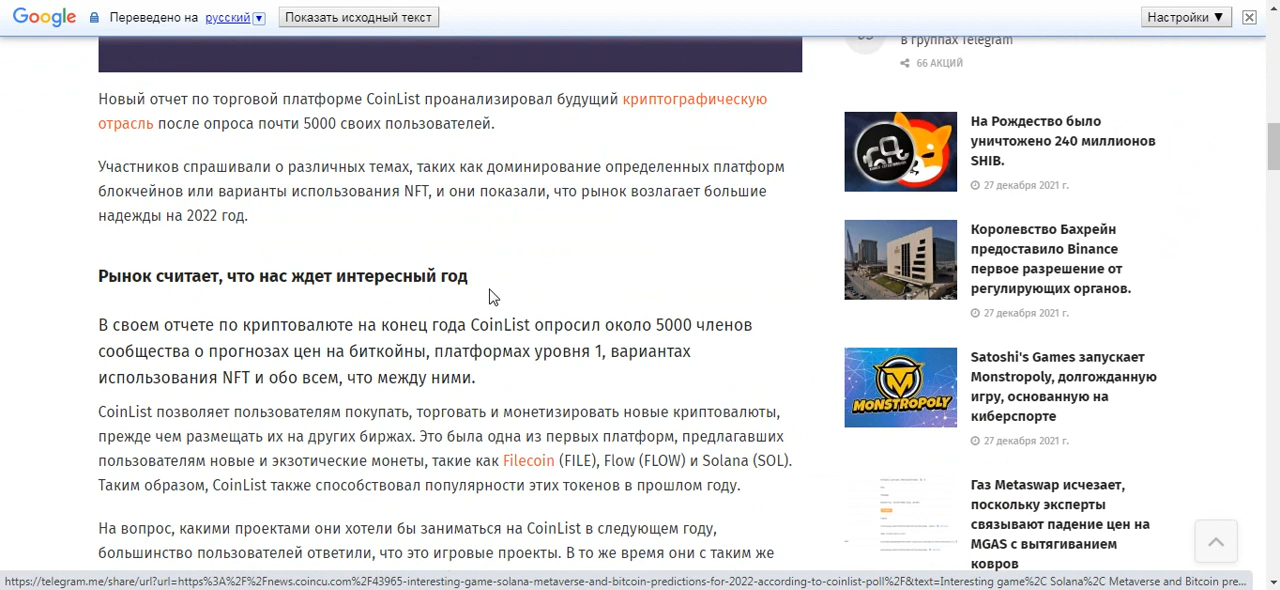 Google Переведено на русский ▼ Показать исходный текст Настройки ▼
Новый отчет по торговой платформе CoinList проанализировал будущий криптографическую
отрасль после опроса почти 5000 своих пользователей.
Участников спрашивали о различных темах, таких как доминирование определенных платформ
блокчейнов или варианты использования NFT, и они показали, что рынок возлагает большие
надежды на 2022 год.
Рынок считает, что нас ждет интересный год
В своем отчете по криптовалюте на конец года CoinList опросил около 5000 членов
сообщества о прогнозах цен на биткойны, платформах уровня 1, вариантах
использования NFT и обо всем, что между ними.
CoinList позволяет пользователям покупать, торговать и монетизировать новые криптовалюты,
прежде чем размещать их на других биржах. Это была одна из первых платформ, предлагавших
пользователям новые и экзотические монеты, такие как Filecoin (FILE), Flow (FLOW) и Solana (SOL).
Таким образом, CoinList также способствовал популярности этих токенов в прошлом году.
На вопрос, какими проектами они хотели бы заниматься на CoinList в следующем году,
большинство пользователей ответили, что это игровые проекты. В то же время они с таким же
в группах Telegram
66 АКЦИЙ
На Рождество было
уничтожено 240 миллионов
SHIB.
27 декабря 2021 г.
Королевство Бахрейн
предоставило Binance
первое разрешение от
регулирующих органов.
27 декабря 2021 г.
MONSTROPOLY
Satoshi's Games запускает
Monstropoly, долгожданную
игру, основанную на
киберспорте
27 декабря 2021 г.
Газ Metaswap исчезает,
поскольку эксперты
связывают падение цен на
MGAS с вытягиванием
ковров
https://telegram.me/share/url?url=https%3A%2F%2Fnews.coincu.com%2F43965-interesting-game-solana-metaverse-and-bitcoin-predictions-for-2022-according-to-coinlist-poll%2F&text=Interesting game%2C Solana%2C Metaverse and Bitcoin pre...